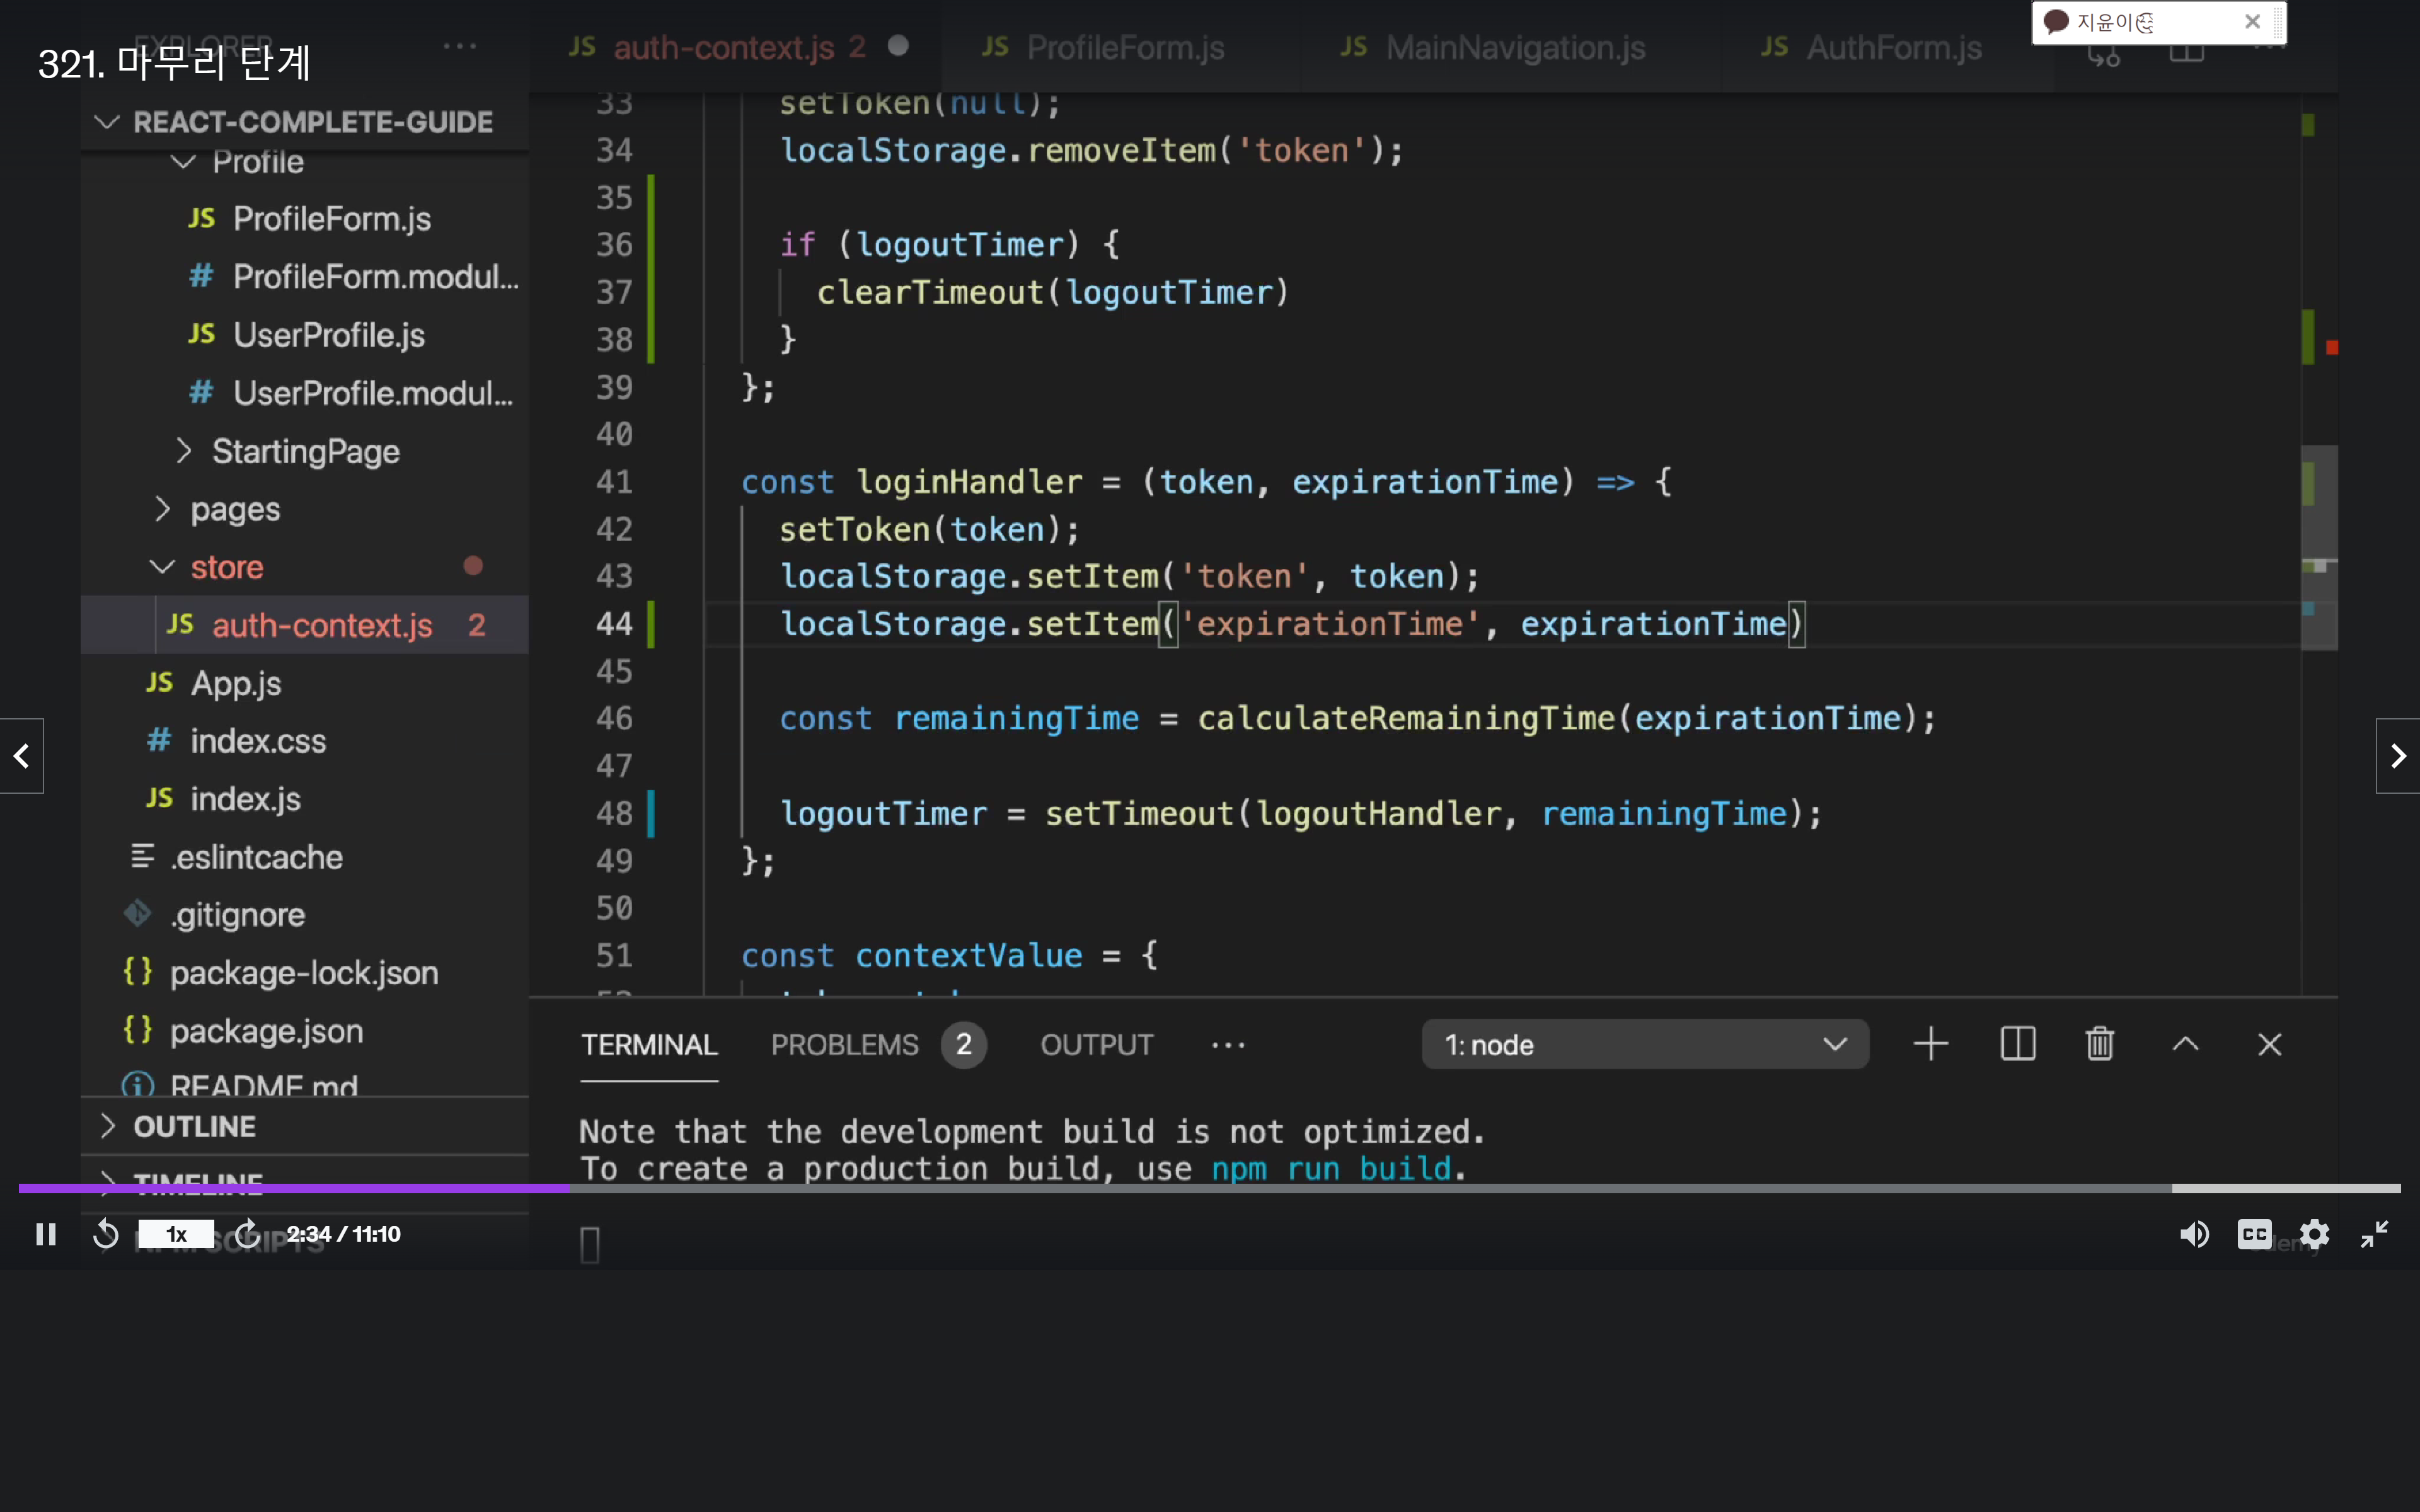 지윤이
EXPLORER
321. 마무리 단계
JS auth-context.js 2
JS ProfileForm.js
JS MainNavigation.js
JS AuthForm.js
REACT-COMPLETE-GUIDE
Profile
JS ProfileForm.js
# ProfileForm.modul...
JS UserProfile.js
# UserProfile.modul...
StartingPage
pages
store
JS auth-context.js 2
JS App.js
# index.css
JS index.js
.eslintcache
.gitignore
{} package-lock.json
{} package.json
README.md
OUTLINE
TIMELINE
NPM SCRIPTS
33 setToken(null);
34 localStorage.removeItem('token');
35
36 if (logoutTimer) {
37 clearTimeout(logoutTimer)
38 }
39 };
40
41 const loginHandler = (token, expirationTime) => {
42 setToken(token);
43 localStorage.setItem('token', token);
44 localStorage.setItem('expirationTime', expirationTime)
45
46 const remainingTime = calculateRemainingTime(expirationTime);
47
48 logoutTimer = setTimeout(logoutHandler, remainingTime);
49 };
50
51 const contextValue = {
TERMINAL PROBLEMS 2 OUTPUT ... 1: node
Note that the development build is not optimized.
To create a production build, use npm run build.
1x 2:34 / 11:10
CC